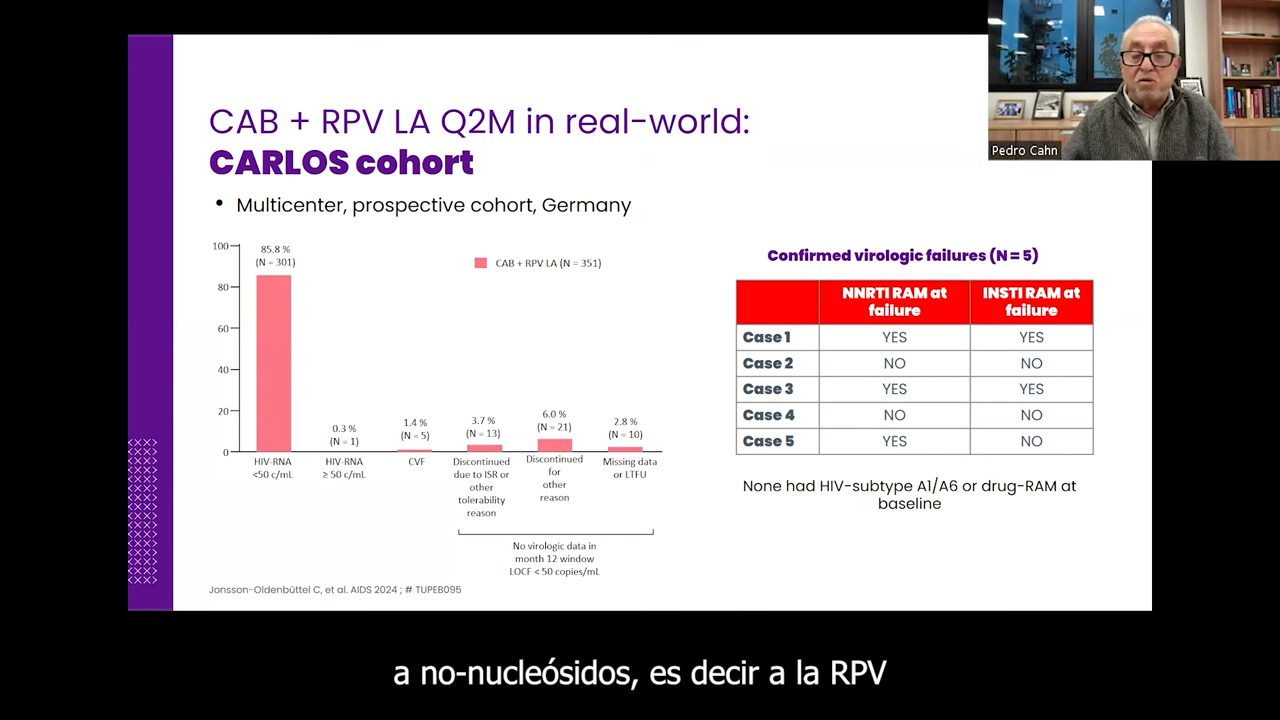 Pedro Cahn
CAB + RPV LA Q2M in real-world:
CARLOS cohort
• Multicenter, prospective cohort, Germany
100
80
60
40
20
0
85.8 %
(N = 301)
0.3 %
(N = 1)
1.4 %
(N = 5)
3.7 %
(N = 13)
6.0 %
(N = 21)
2.8 %
(N = 10)
CAB + RPV LA (N = 351)
HIV-RNA
<50 c/mL
HIV-RNA
≥ 50 c/mL
CVF
Discontinued
due to ISR or
other
tolerability
reason
Discontinued
for
other
reason
Missing data
or LTFU
No virologic data in
month 12 window
LOCF < 50 copies/mL
Confirmed virologic failures (N = 5)
NNRTI RAM at
failure
INSTI RAM at
failure
Case 1 YES YES
Case 2 NO NO
Case 3 YES YES
Case 4 NO NO
Case 5 YES NO
None had HIV-subtype A1/A6 or drug-RAM at
baseline
Jonsson-Oldenbüttel C, et al. AIDS 2024 ; # TUPEB095
a no-nucleósidos, es decir a la RPV